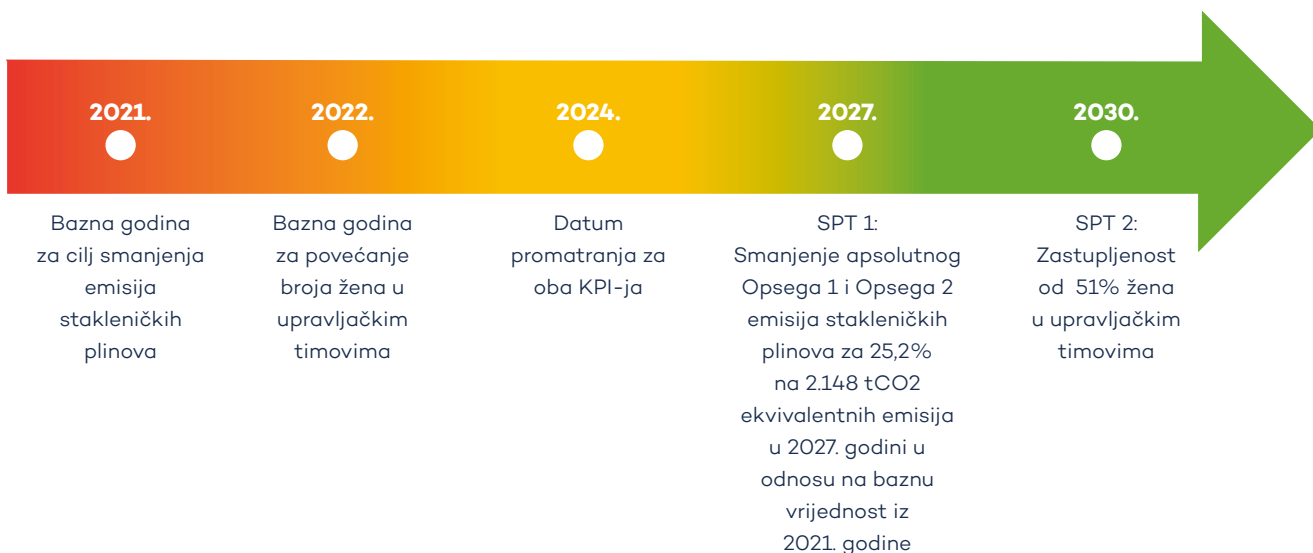 2021.
Bazna godina
za cilj smanjenja
emisija
stakleničkih
plinova
2022.
Bazna godina
za povećanje
broja žena u
upravljačkim
timovima
2024.
Datum
promatranja za
oba KPI-ja
2027.
SPT 1:
Smanjenje apsolutnog
Opsega 1 i Opsega 2
emisija stakleničkih
plinova za 25,2%
na 2.148 tCO2
ekvivalentnih emisija
u 2027. godini u
odnosu na baznu
vrijednost iz
2021. godine
2030.
SPT 2:
Zastupljenost
od 51% žena
u upravljačkim
timovima